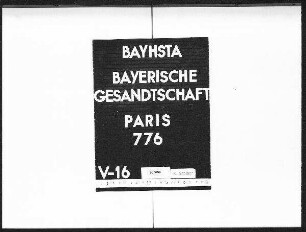 BAYHSTA
BAYERISCHE
GESANDTSCHAFT
PARIS
776
V-16